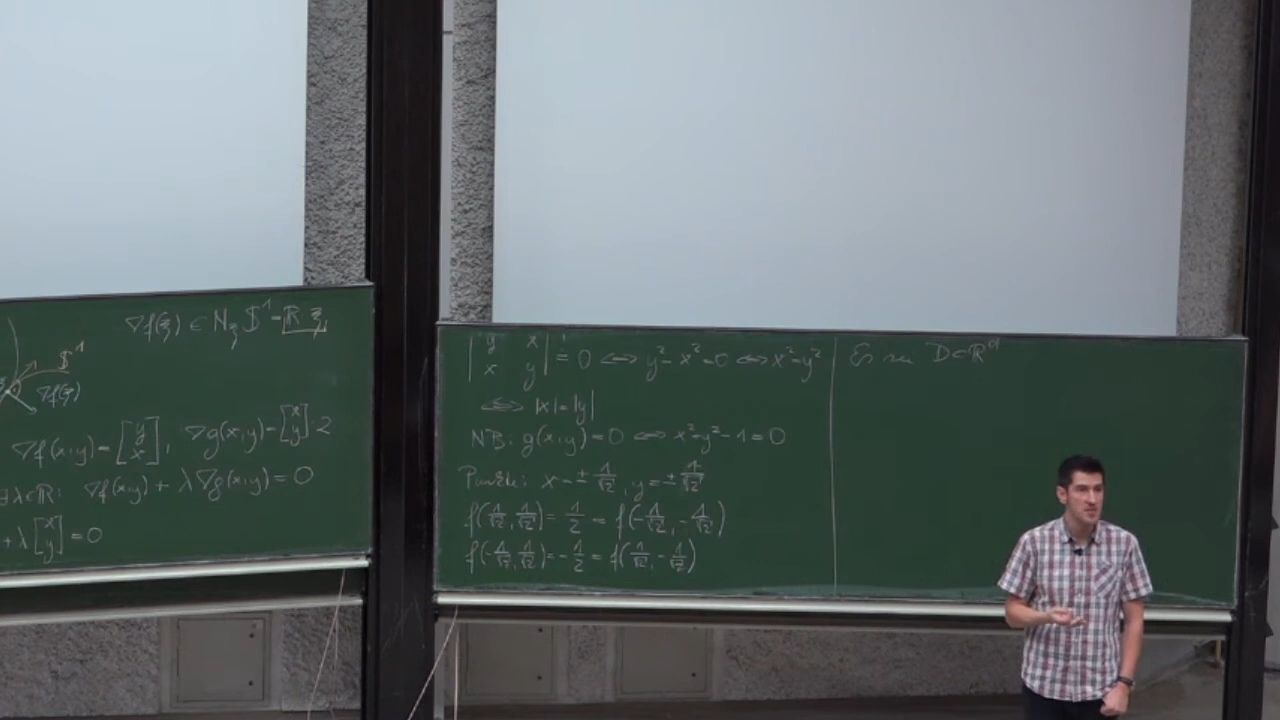 ∇f(ξ) ∈ N_ξ 𝕊¹ = ℝ ξ
𝕊¹
∇f(ξ)
∇f(x,y) = [y x], ∇g(x,y) = [x y] 2
∃λ∈ℝ: ∇f(x,y) + λ∇g(x,y) = 0
+ λ [x y] = 0
|y x; x y| = 0 ⇔ y² - x² = 0 ⇔ x² = y²
⇔ |x| = |y|
NB: g(x,y) = 0 ⇔ x² + y² - 1 = 0
Punkte: x = ± 1/√2, y = ± 1/√2
f(1/√2, 1/√2) = 1/2 = f(-1/√2, -1/√2)
f(-1/√2, 1/√2) = -1/2 = f(1/√2, -1/√2)
D⊂ℝⁿ